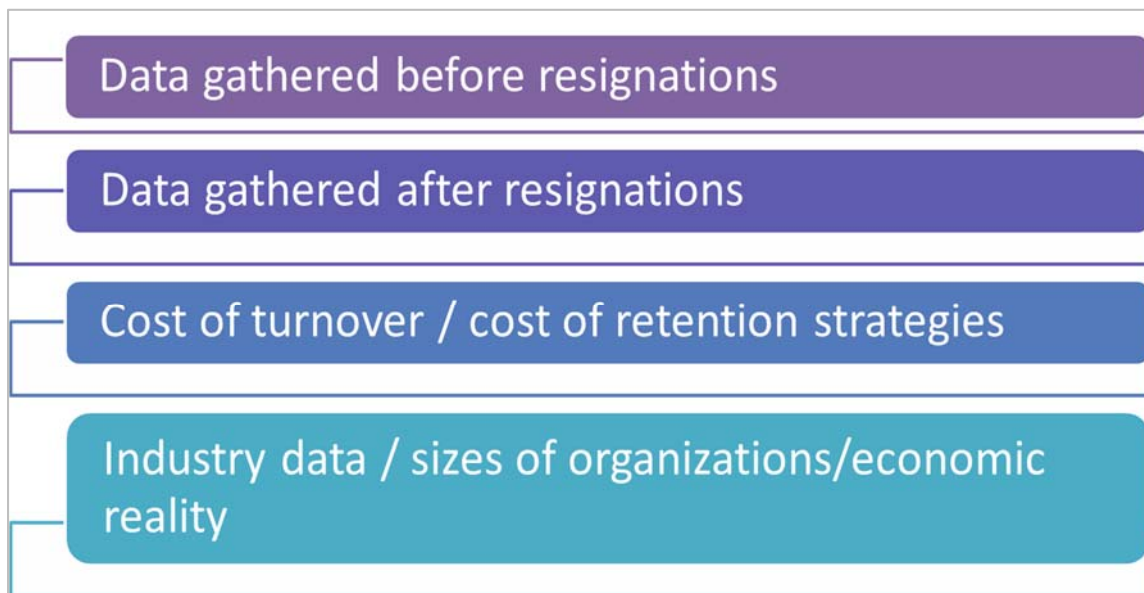 Data gathered before resignations
Data gathered after resignations
Cost of turnover / cost of retention strategies
Industry data / sizes of organizations/economic
reality